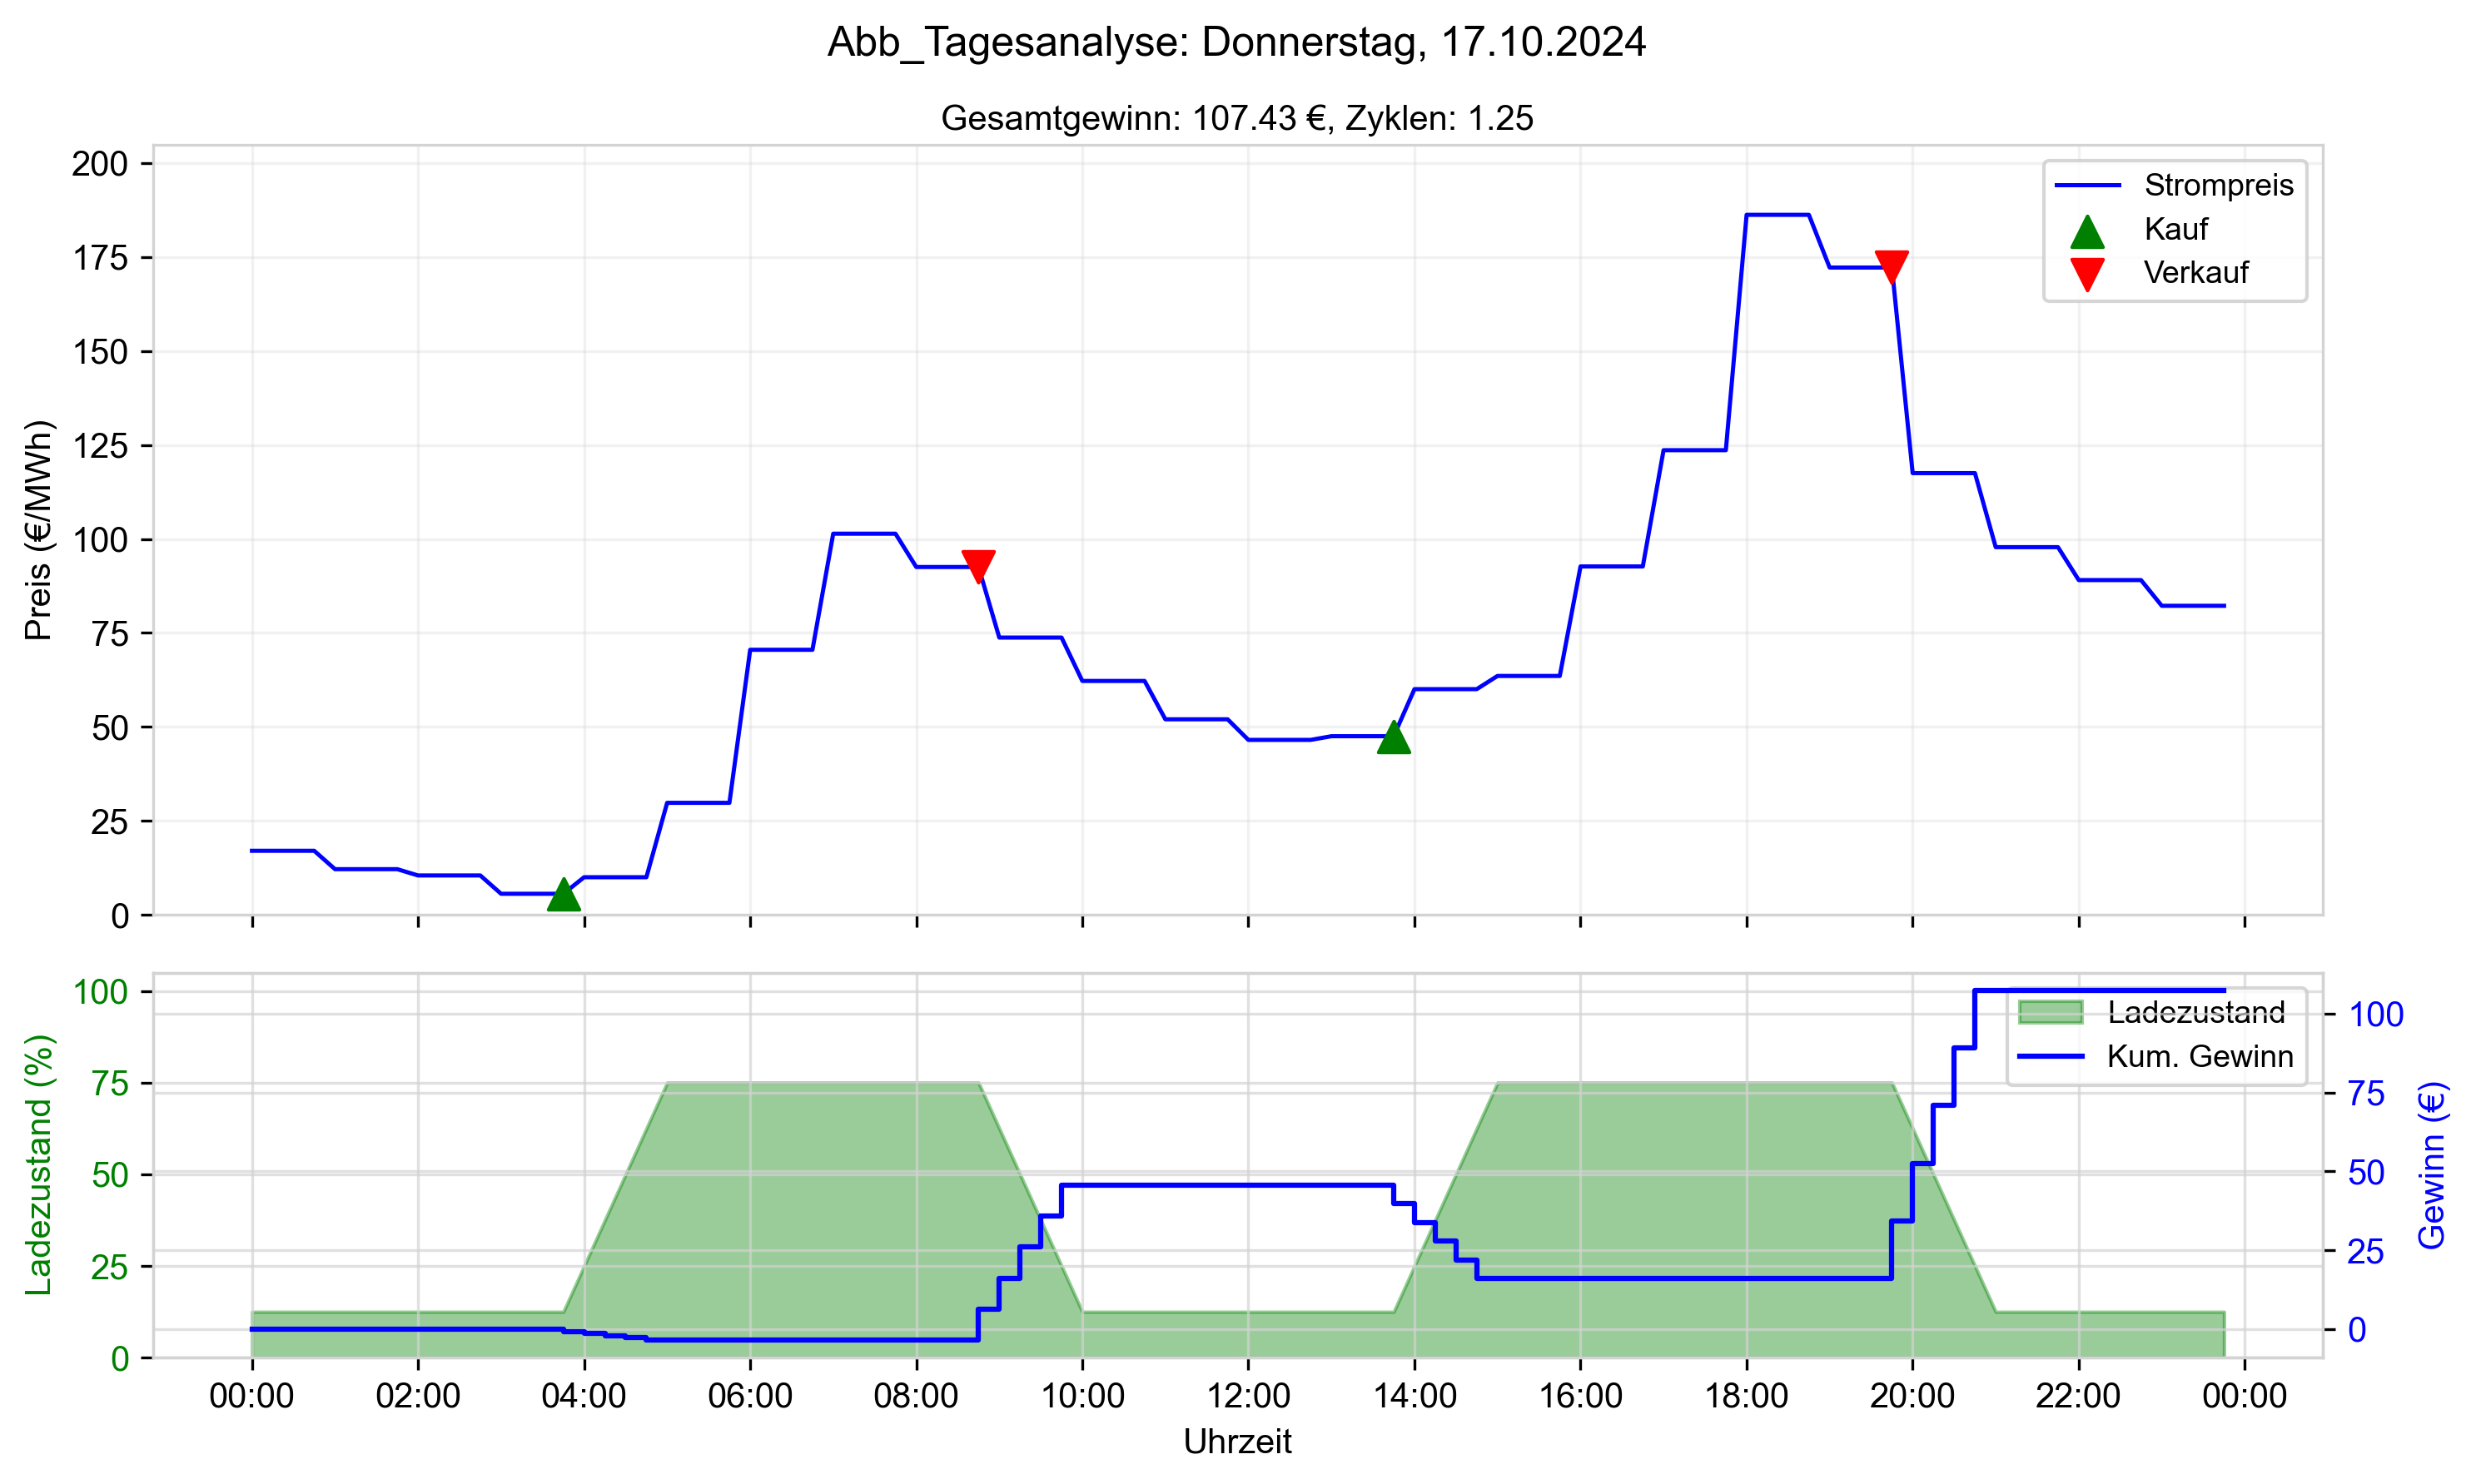 Abb_Tagesanalyse: Donnerstag, 17.10.2024
Gesamtgewinn: 107.43 €, Zyklen: 1.25
Preis (€/MWh)
200
175
150
125
100
75
50
25
0
Strompreis
Kauf
Verkauf
Ladezustand (%)
100
75
50
25
0
Ladezustand
Kum. Gewinn
100
75
50
25
0
Gewinn (€)
00:00 02:00 04:00 06:00 08:00 10:00 12:00 14:00 16:00 18:00 20:00 22:00 00:00
Uhrzeit